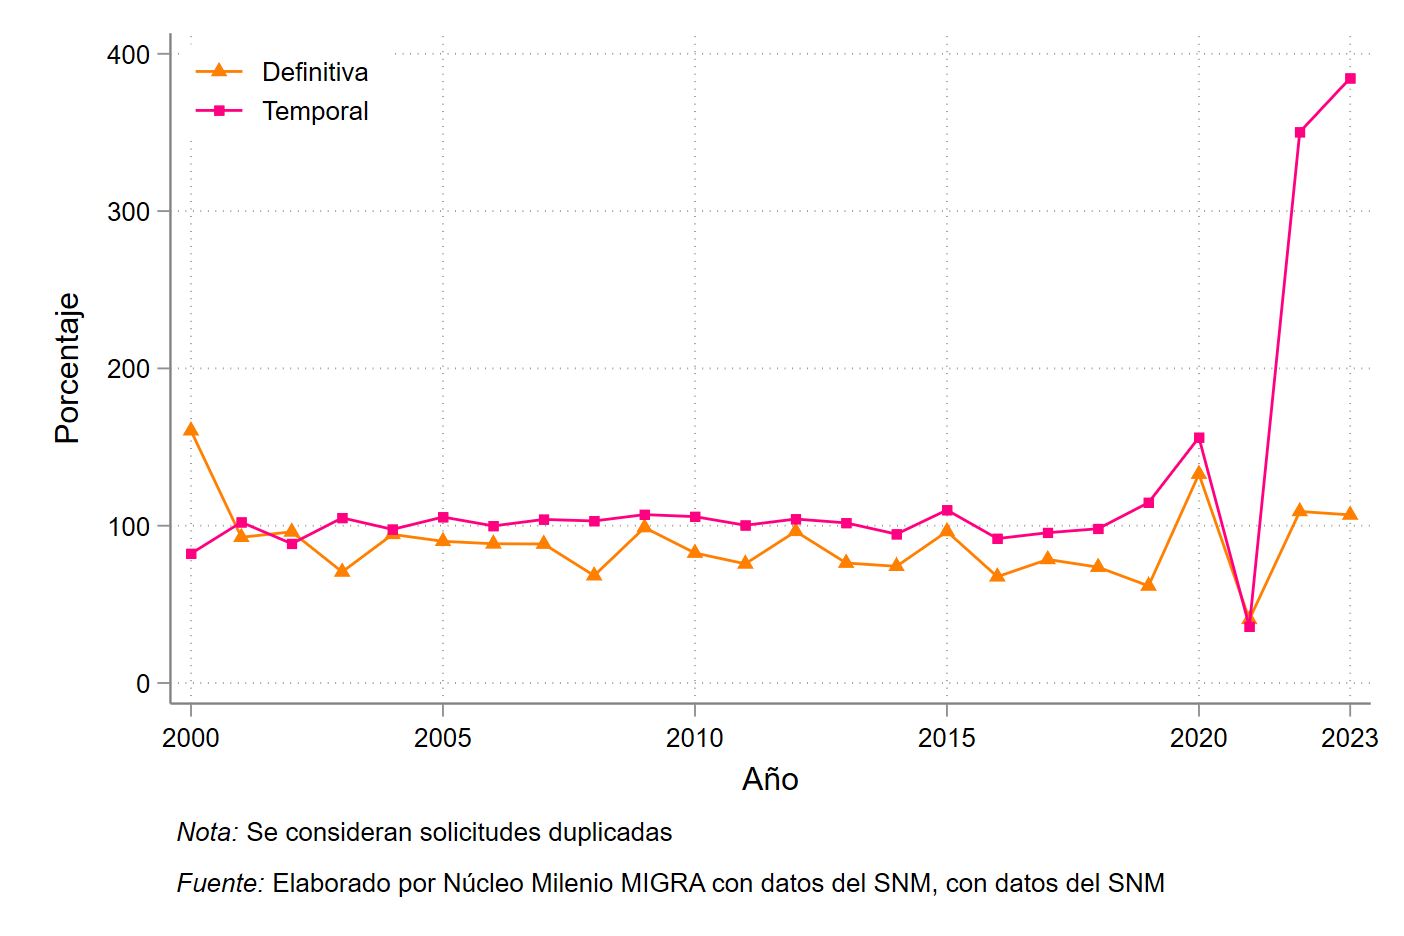 400
300
200
100
0
Porcentaje
Definitiva
Temporal
2000 2005 2010 2015 2020 2023
Año
Nota: Se consideran solicitudes duplicadas
Fuente: Elaborado por Núcleo Milenio MIGRA con datos del SNM, con datos del SNM